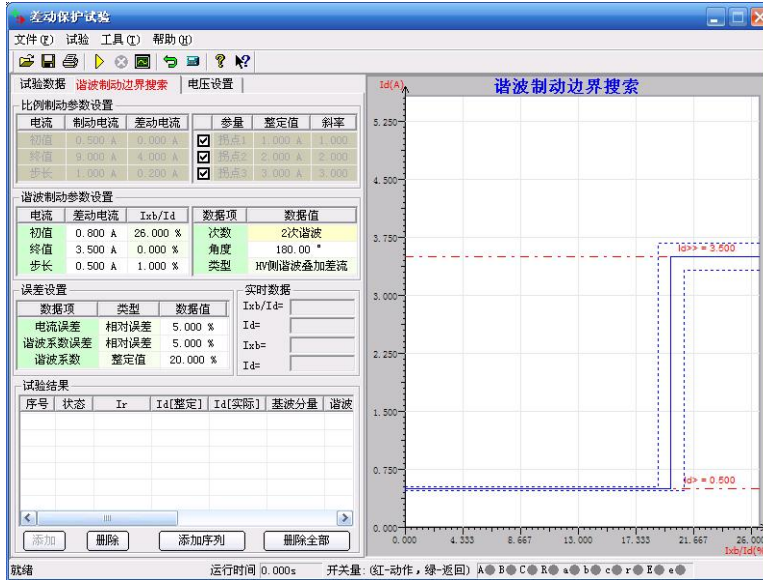 差动保护试验
文件(F) 试验 工具(T) 帮助(H)
试验数据 谐波制动边界搜索 电压设置
比例制动参数设置
电流 制动电流 差动电流 参量 整定值 斜率
初值 0.500 A 0.000 A 拐点1 1.000 A 1.000
终值 9.000 A 4.000 A 拐点2 2.000 A 2.000
步长 1.000 A 0.200 A 拐点3 3.000 A 3.000
谐波制动参数设置
电流 差动电流 Ixb/Id 数据项 数据值
初值 0.800 A 26.000 % 次数 2次谐波
终值 3.500 A 0.000 % 角度 180.00 °
步长 0.500 A 1.000 % 类型 HV侧谐波叠加差流
误差设置
数据项 类型 数据值
电流误差 相对误差 5.000 %
谐波系数误差 相对误差 5.000 %
谐波系数 整定值 20.000 %
实时数据
Ixb/Id=
Id=
Ixb=
Id=
试验结果
序号 状态 Ir Id[整定] Id[实际] 基波分量 谐波
添加 删除 添加序列 删除全部
Id(A)
谐波制动边界搜索
5.250
4.500
3.750
Id>> = 3.500
3.000
2.250
1.500
0.750
Id> = 0.500
0.000
0.000 4.333 8.667 13.000 17.333 21.667 26.000
Ixb/Id(%
就绪 运行时间 0.000s 开关量: (红-动作,绿-返回) A B C R a b c r E e